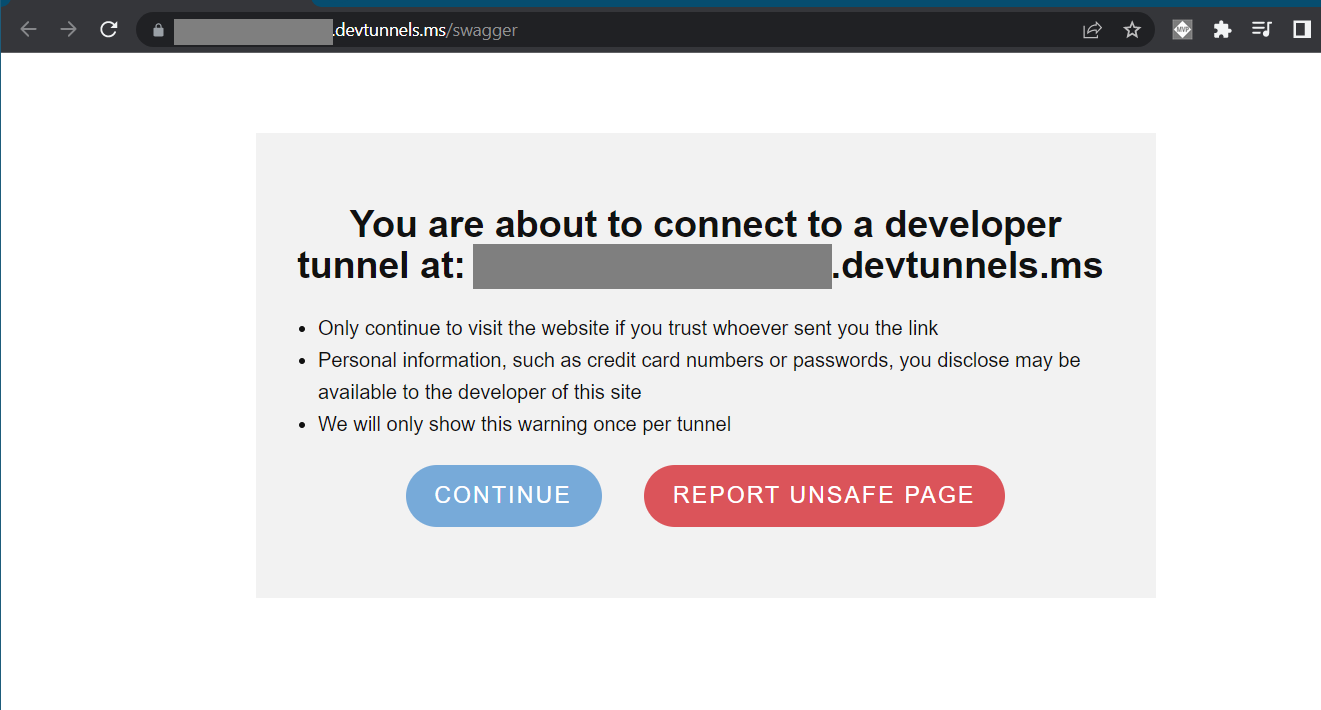 .devtunnels.ms/swagger
MVP
You are about to connect to a developer
tunnel at: .devtunnels.ms
• Only continue to visit the website if you trust whoever sent you the link
• Personal information, such as credit card numbers or passwords, you disclose may be
available to the developer of this site
• We will only show this warning once per tunnel
CONTINUE
REPORT UNSAFE PAGE